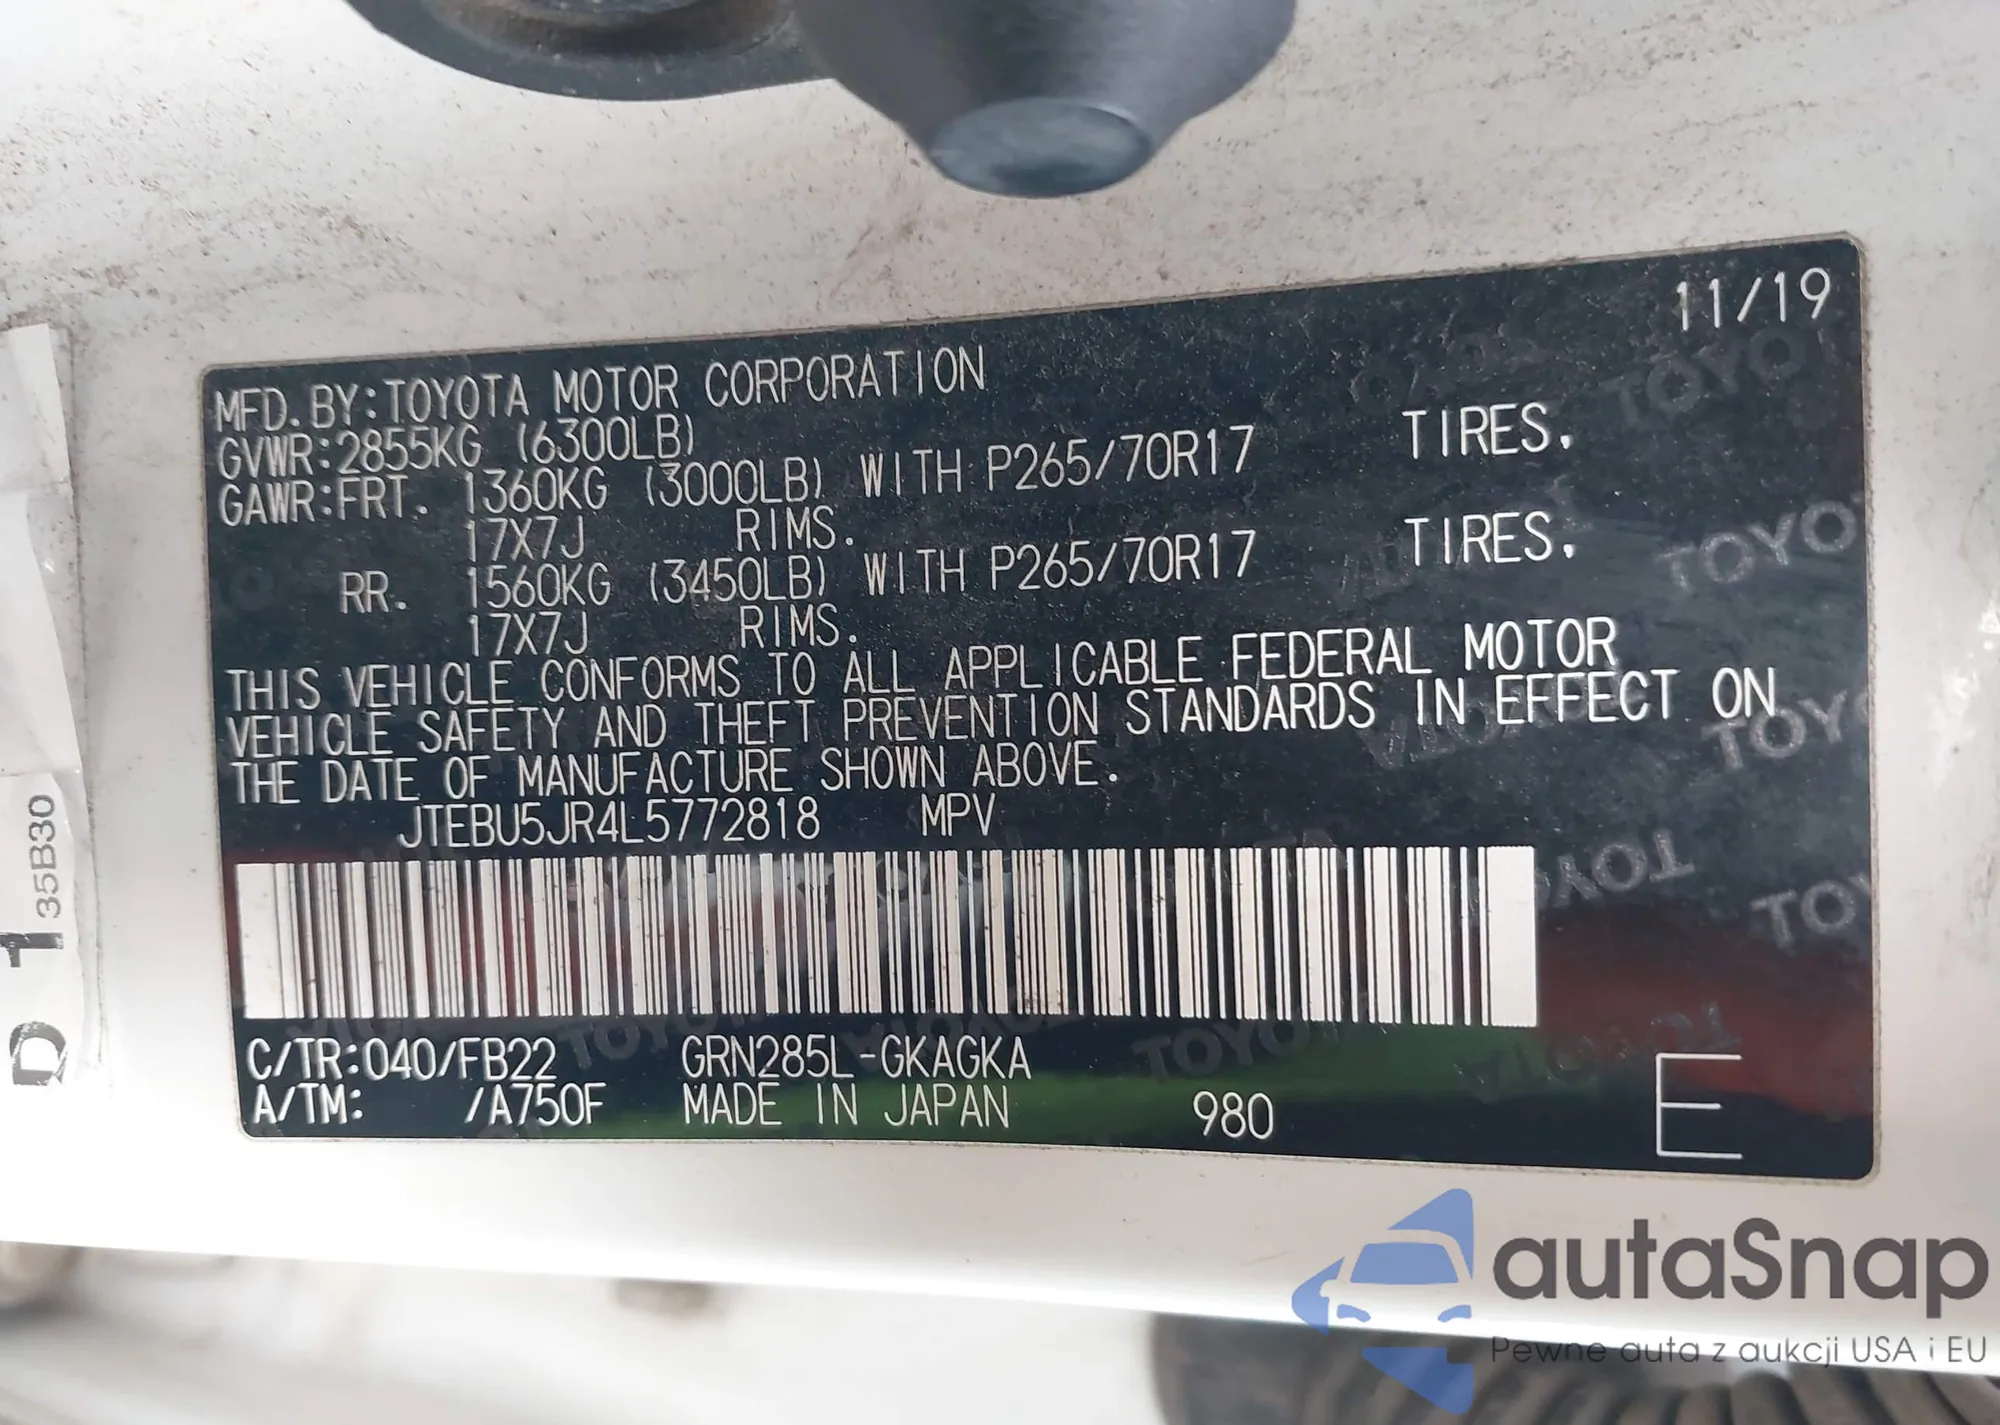 11/19
MFD. BY:TOYOTA MOTOR CORPORATION
GVWR:2855KG (6300LB)
GAWR:FRT. 1360KG (3000LB) WITH P265/70R17 TIRES.
17X7J RIMS.
RR. 1560KG (3450LB) WITH P265/70R17 TIRES.
17X7J RIMS.
THIS VEHICLE CONFORMS TO ALL APPLICABLE FEDERAL MOTOR
VEHICLE SAFETY AND THEFT PREVENTION STANDARDS IN EFFECT ON
THE DATE OF MANUFACTURE SHOWN ABOVE.
JTEBU5JR4L5772818 MPV
C/TR:040/FB22 GRN285L-GKAGKA
A/TM: /A750F MADE IN JAPAN 980 E
D 1 35B30
autaSnap
Pewne auta z aukcji USA i EU